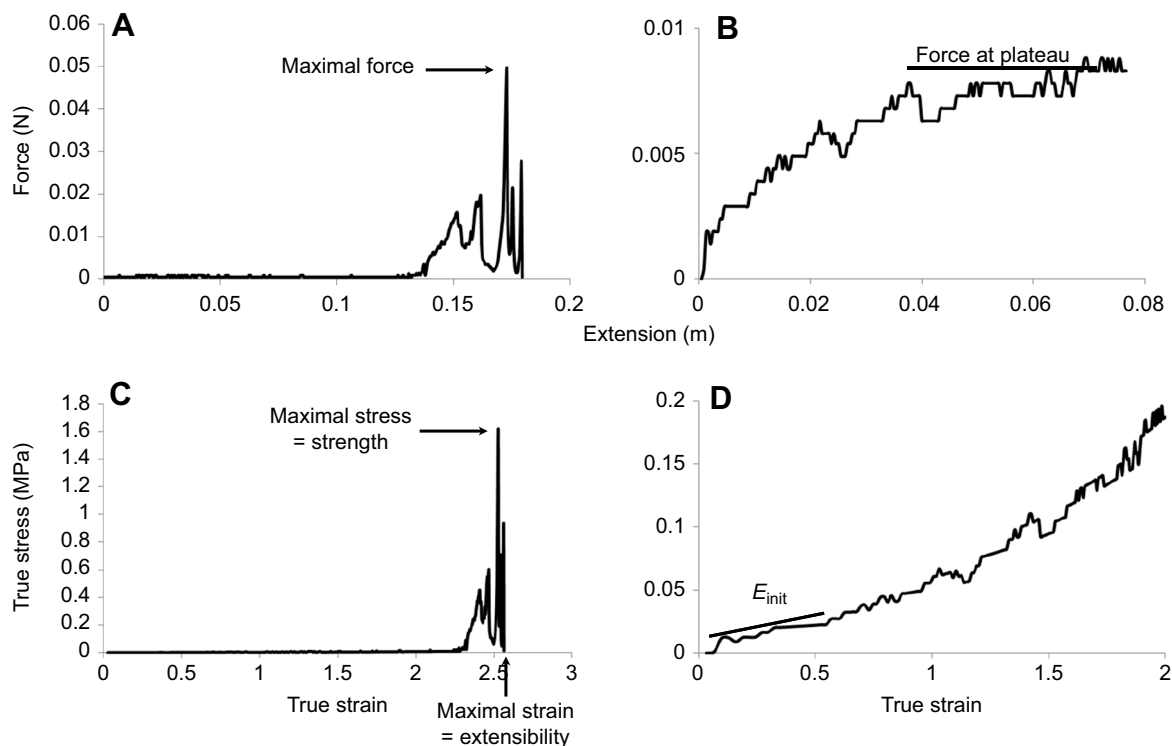 A
0.06
0.05
0.04
0.03
0.02
0.01
0
Force (N)
Maximal force
0
0.05
0.1
0.15
0.2
B
0.01
0.005
0
Force at plateau
0
0.02
0.04
0.06
0.08
Extension (m)
C
1.8
1.6
1.4
1.2
1
0.8
0.6
0.4
0.2
0
True stress (MPa)
Maximal stress
= strength
0
0.5
1
1.5
2
2.5
3
True strain
Maximal strain
= extensibility
D
0.2
0.15
0.1
0.05
0
Einit
0
0.5
1
1.5
2
True strain